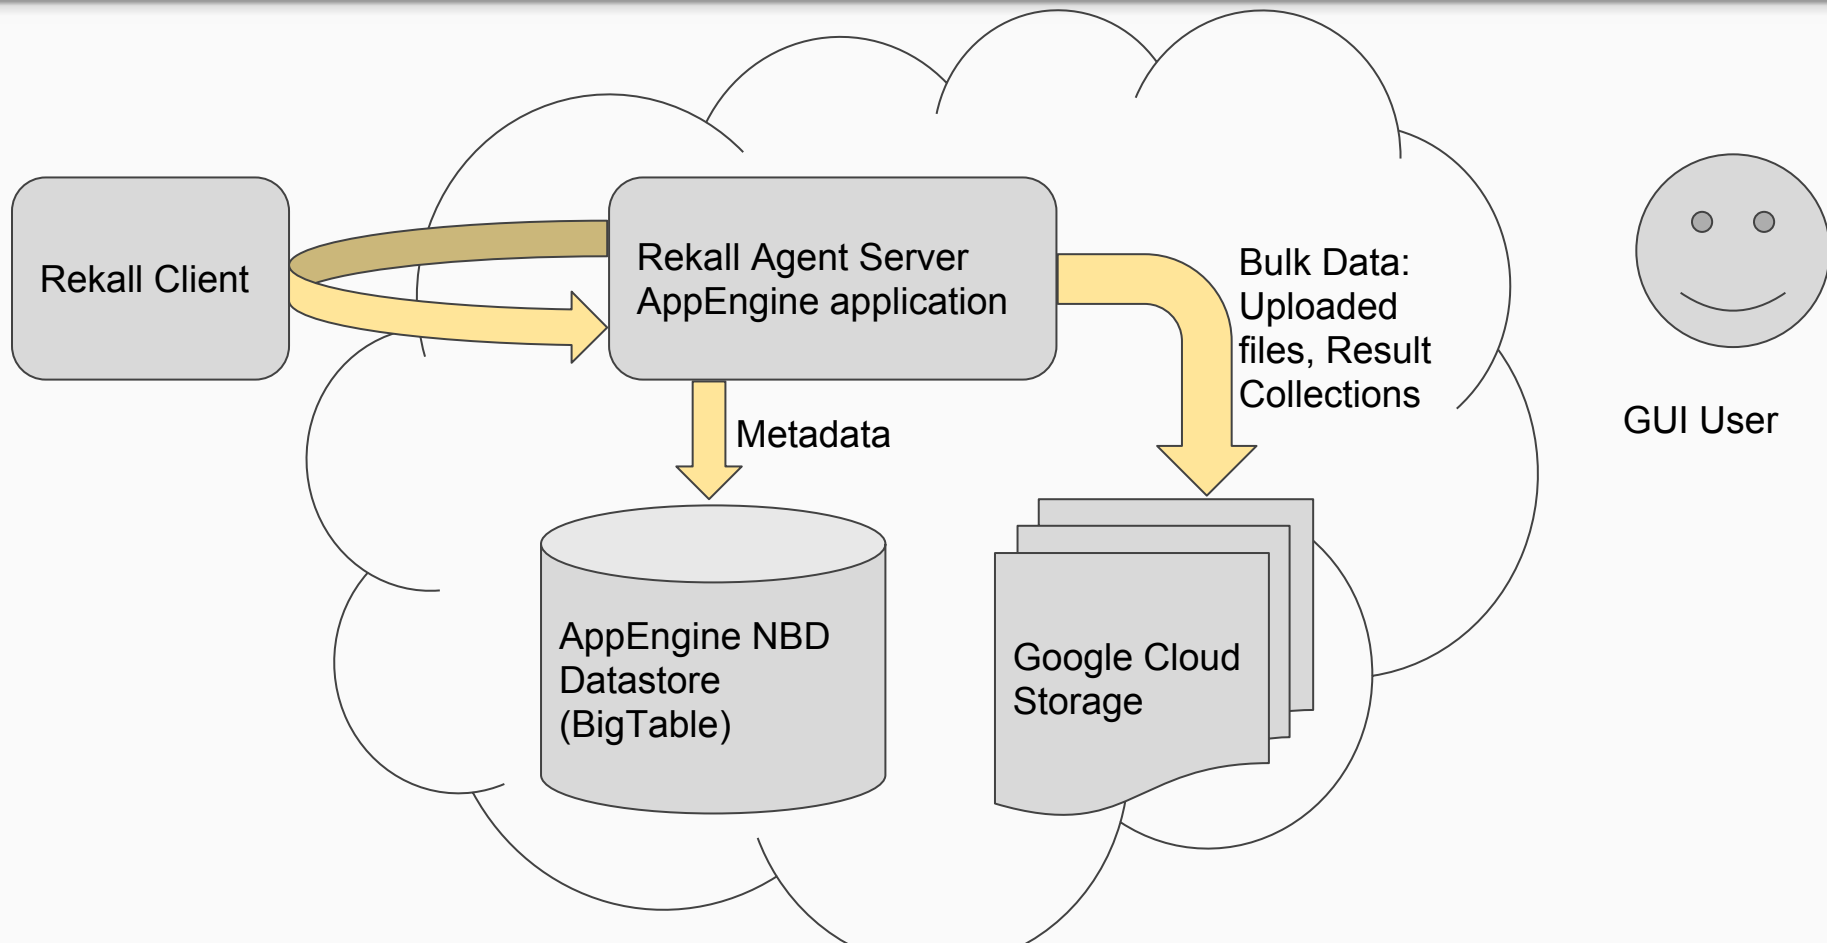 Rekall Client
Rekall Agent Server
AppEngine application
Bulk Data:
Uploaded
files, Result
Collections
GUI User
Metadata
AppEngine NBD
Datastore
(BigTable)
Google Cloud
Storage